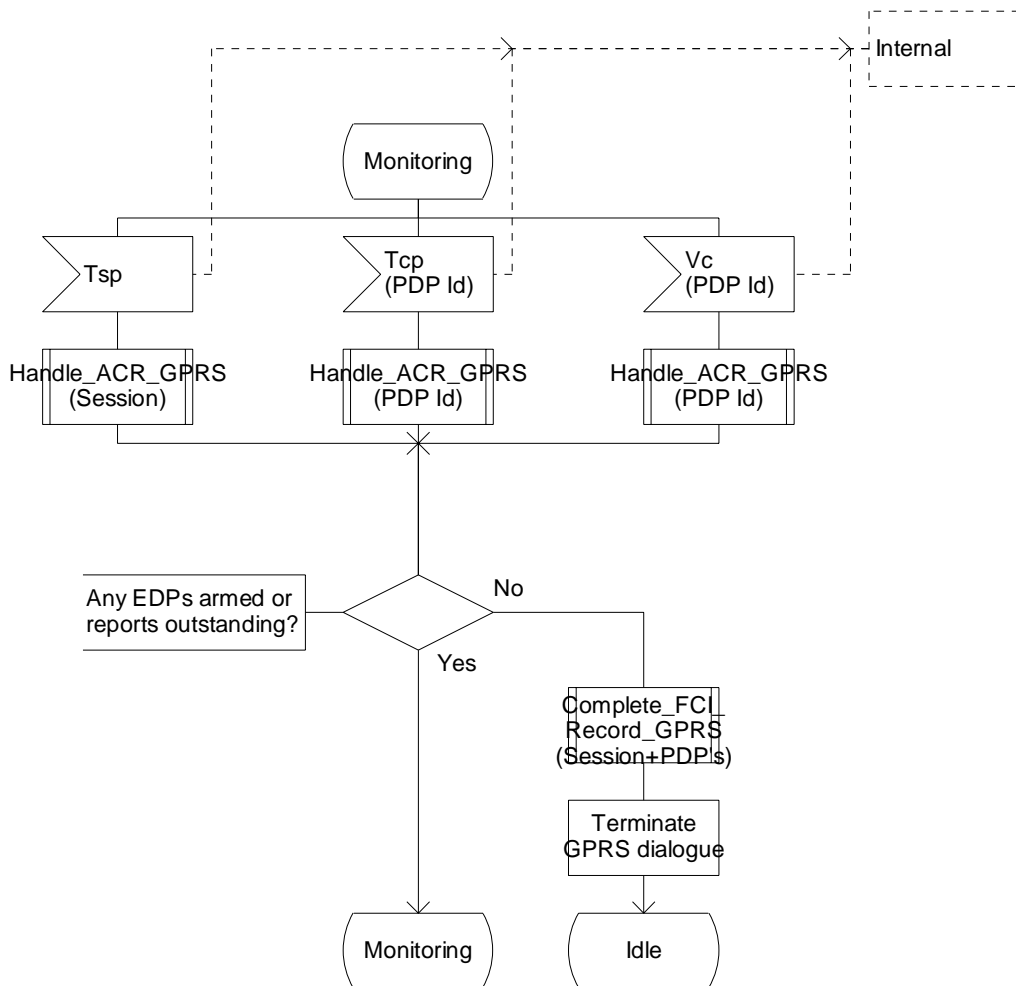 Internal
Monitoring
Tsp
Tcp
(PDP Id)
Vc
(PDP Id)
Handle_ACR_GPRS
(Session)
Handle_ACR_GPRS
(PDP Id)
Handle_ACR_GPRS
(PDP Id)
Any EDPs armed or
reports outstanding?
No
Yes
Complete_FCI_
Record_GPRS
(Session+PDP's)
Terminate
GPRS dialogue
Monitoring
Idle